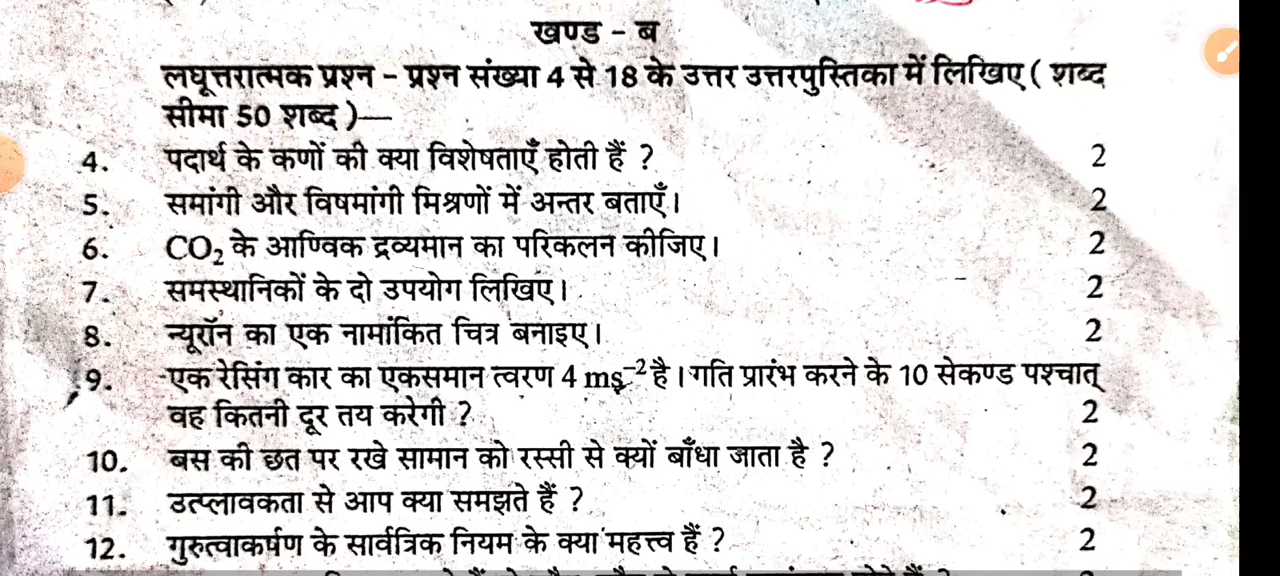 खण्ड – ब
लघूत्तरात्मक प्रश्न – प्रश्न संख्या 4 से 18 के उत्तर उत्तरपुस्तिका में लिखिए ( शब्द
सीमा 50 शब्द )—
4. पदार्थ के कणों की क्या विशेषताएँ होती हैं ? 2
5. समांगी और विषमांगी मिश्रणों में अन्तर बताएँ। 2
6. CO₂ के आण्विक द्रव्यमान का परिकलन कीजिए। 2
7. समस्थानिकों के दो उपयोग लिखिए। 2
8. न्यूरॉन का एक नामांकित चित्र बनाइए। 2
9. एक रेसिंग कार का एकसमान त्वरण 4 ms⁻² है। गति प्रारंभ करने के 10 सेकण्ड पश्चात्
वह कितनी दूर तय करेगी ? 2
10. बस की छत पर रखे सामान को रस्सी से क्यों बाँधा जाता है ? 2
11. उत्प्लावकता से आप क्या समझते हैं ? 2
12. गुरुत्वाकर्षण के सार्वत्रिक नियम के क्या महत्त्व हैं ? 2